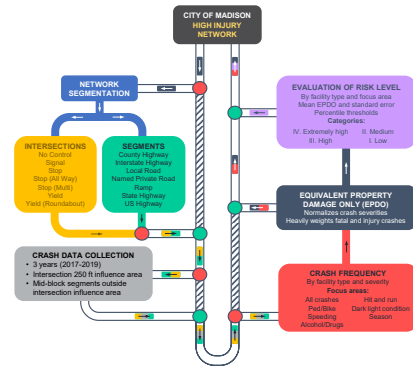 CITY OF MADISON
HIGH INJURY
NETWORK
NETWORK
SEGMENTATION
INTERSECTIONS
No Control
Signal
Stop
Stop (All Way)
Stop (Multi)
Yield
Yield (Roundabout)
SEGMENTS
County Highway
Interstate Highway
Local Road
Named Private Road
Ramp
State Highway
US Highway
CRASH DATA COLLECTION
• 3 years (2017-2019)
• Intersection 250 ft influence area
• Mid-block segments outside
intersection influence area
EVALUATION OF RISK LEVEL
By facility type and focus area
Mean EPDO and standard error
Percentile thresholds
Categories:
IV. Extremely high II. Medium
III. High I. Low
EQUIVALENT PROPERTY
DAMAGE ONLY (EPDO)
Normalizes crash severities
Heavily weights fatal and injury crashes
CRASH FREQUENCY
By facility type and severity
Focus areas:
All crashes Hit and run
Ped/Bike Dark light condition
Speeding Season
Alcohol/Drugs